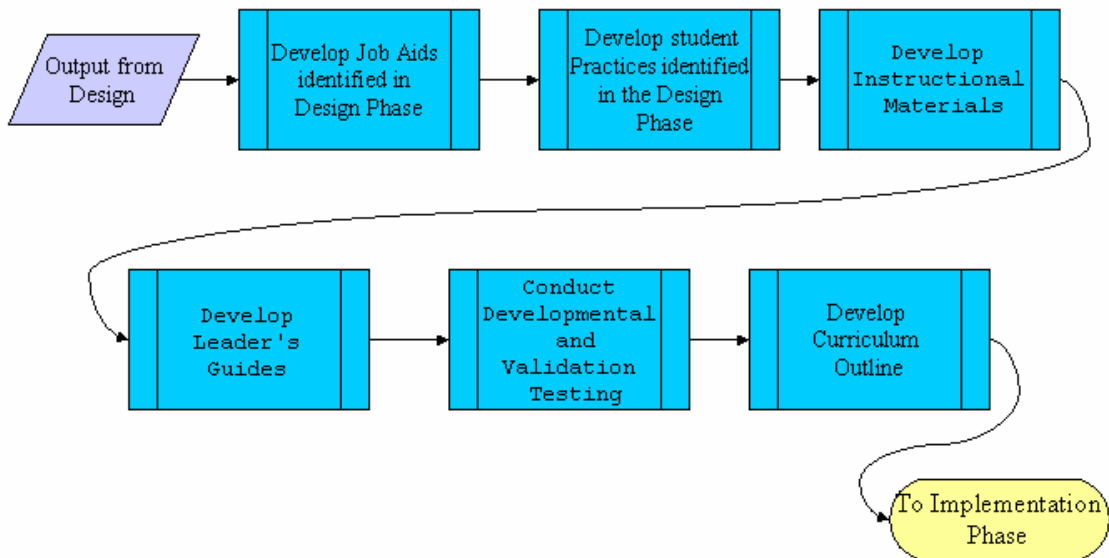 Output from
Design
Develop Job Aids
identified in
Design Phase
Develop student
Practices identified
in the Design
Phase
Develop
Instructional
Materials
Develop
Leader's
Guides
Conduct
Developmental
and
Validation
Testing
Develop
Curriculum
Outline
To Implementation
Phase